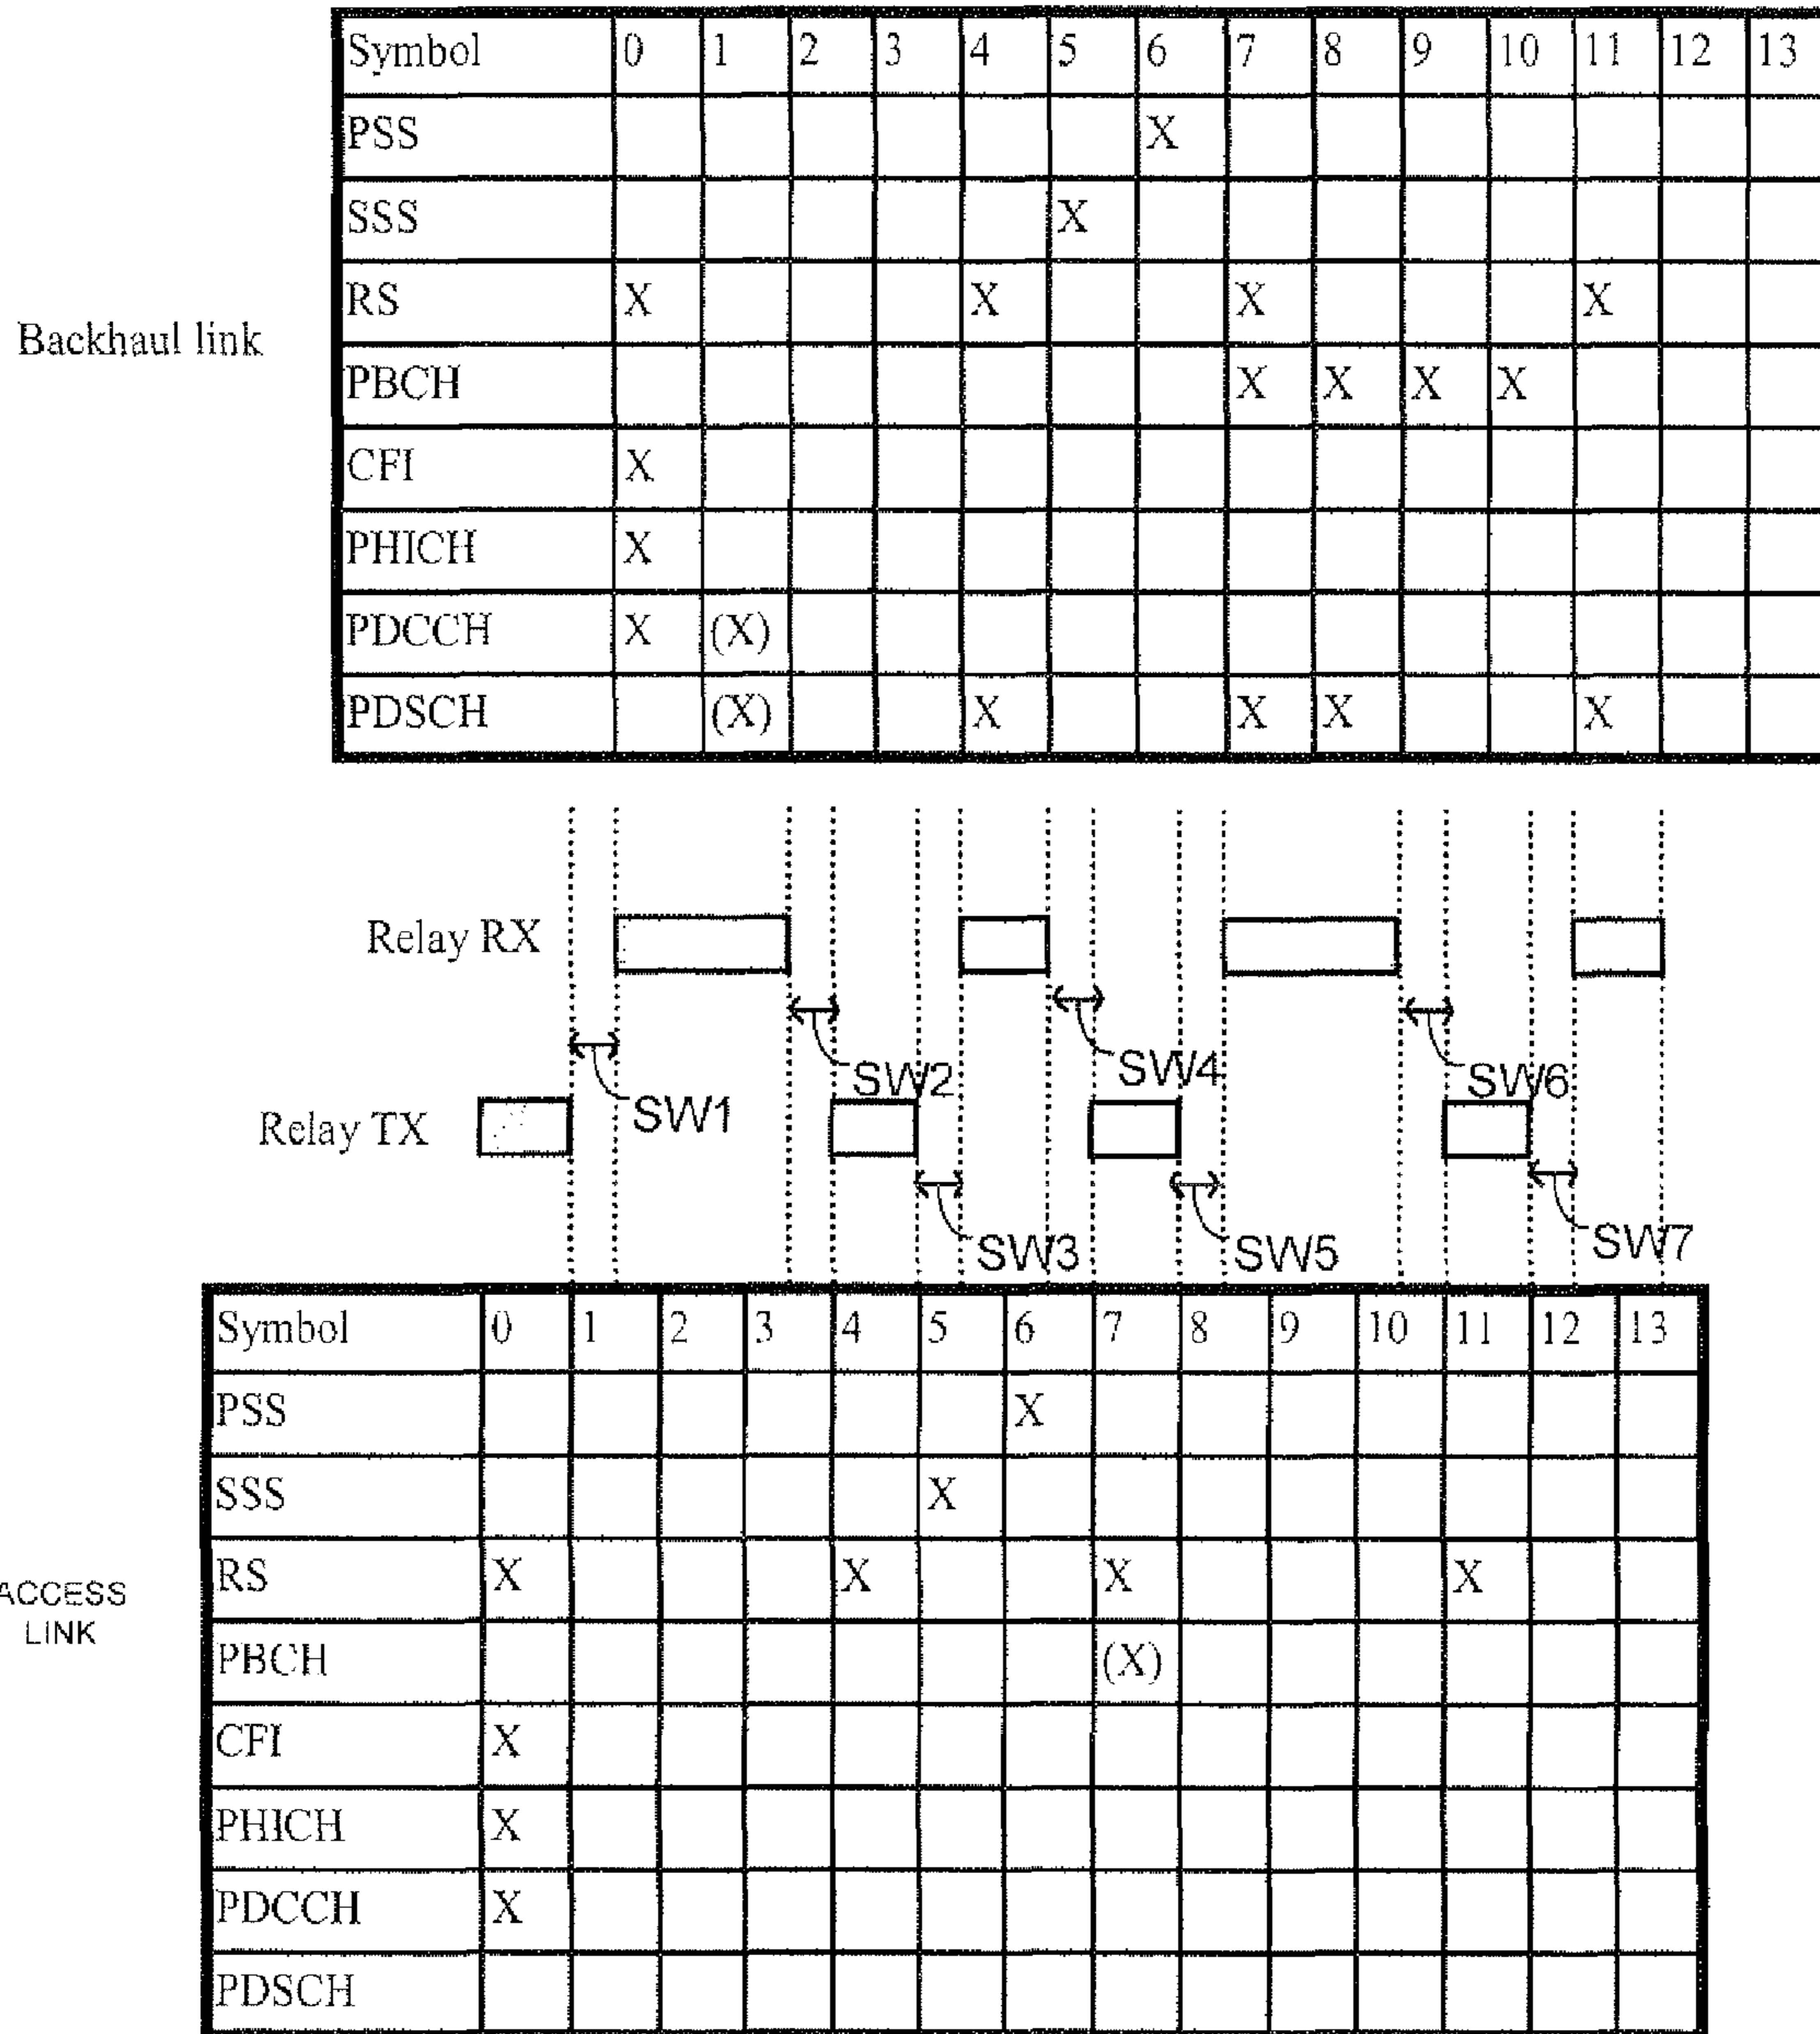 Symbol 0 1 2 3 4 5 6 7 8 9 10 11 12 13
PSS X
SSS X
RS X X X X
Backhaul link
PBCH X X X X
CFI X
PHICH X
PDCCH X (X)
PDSCH (X) X X X X
Relay RX
SW2 SW4 SW6
Relay TX SW1
SW3 SW5 SW7
Symbol 0 1 2 3 4 5 6 7 8 9 10 11 12 13
PSS X
SSS X
RS X X X X
ACCESS
LINK
PBCH (X)
CFI X
PHICH X
PDCCH X
PDSCH